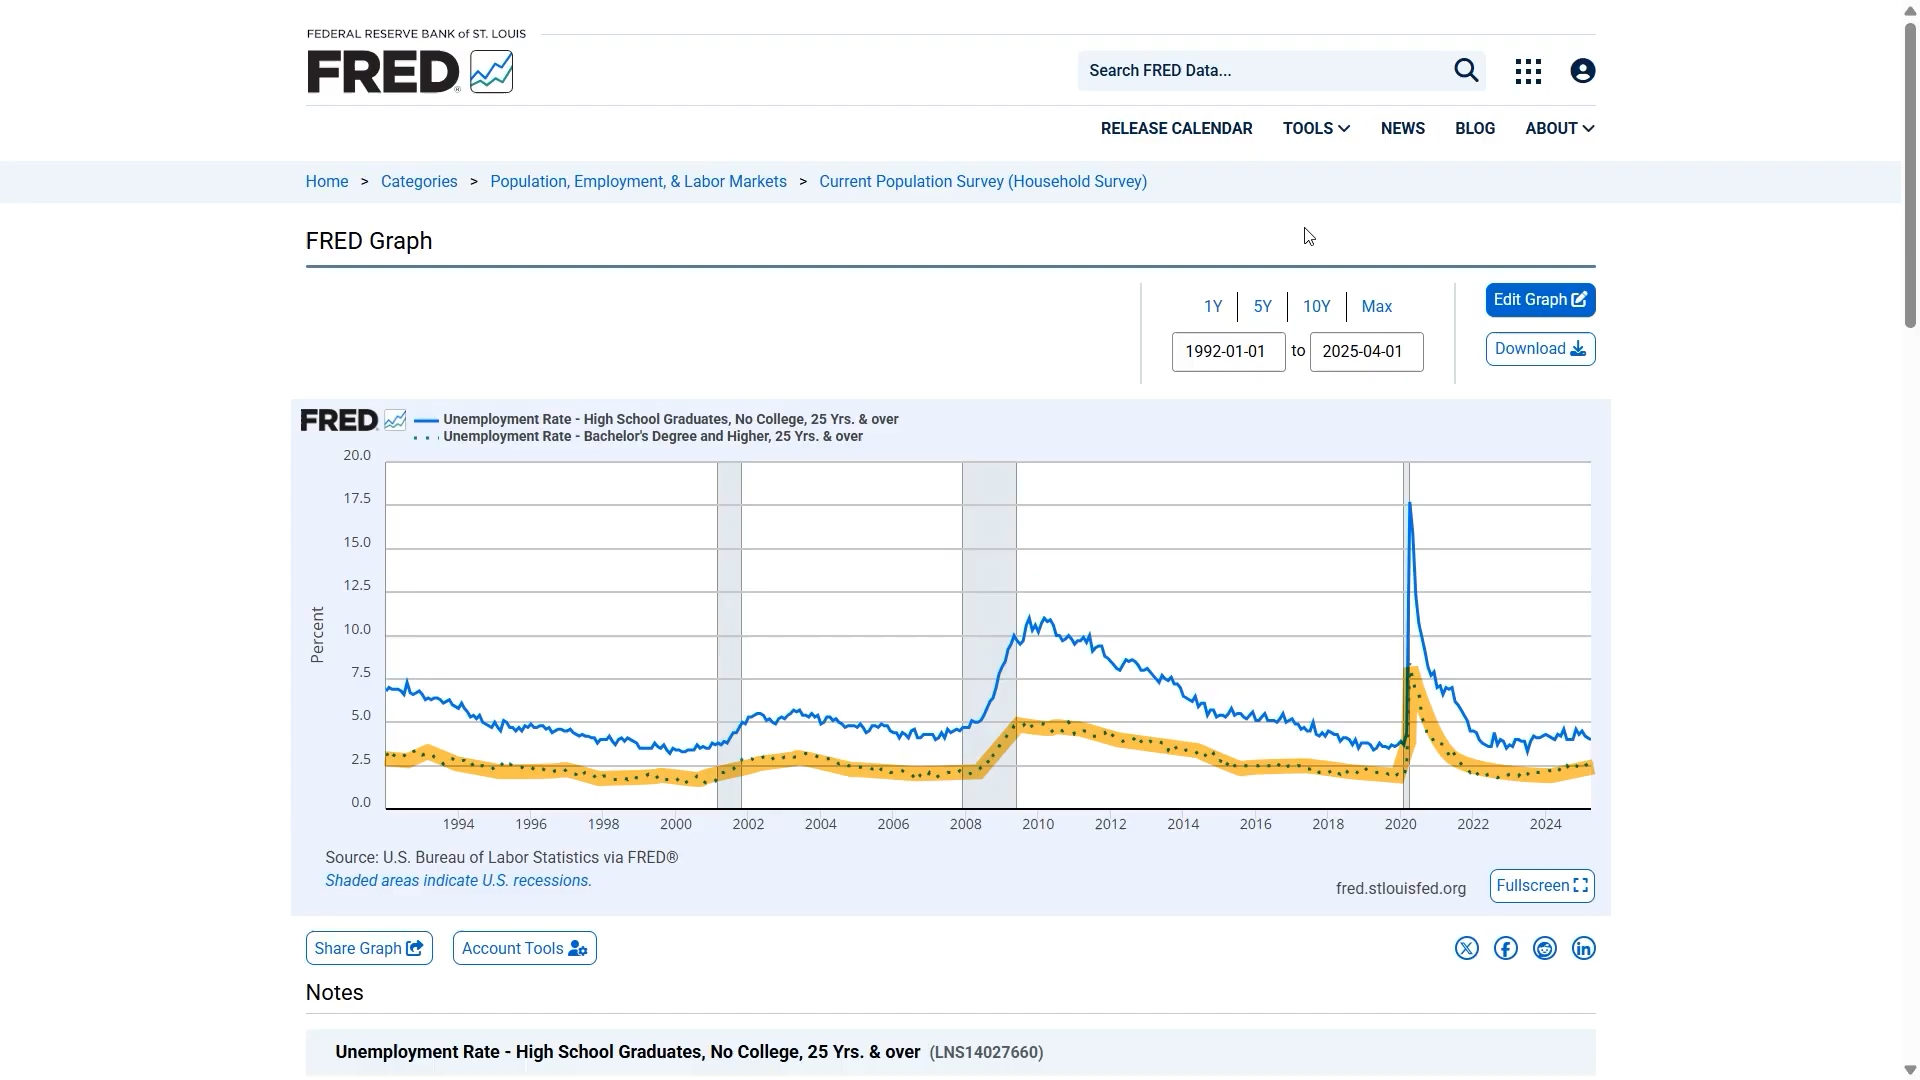 FEDERAL RESERVE BANK of ST. LOUIS
FRED®
Search FRED Data...
RELEASE CALENDAR TOOLS NEWS BLOG ABOUT
Home > Categories > Population, Employment, & Labor Markets > Current Population Survey (Household Survey)
FRED Graph
1Y 5Y 10Y Max
Edit Graph
1992-01-01 to 2025-04-01
Download
FRED
Unemployment Rate - High School Graduates, No College, 25 Yrs. & over
Unemployment Rate - Bachelor's Degree and Higher, 25 Yrs. & over
20.0
17.5
15.0
12.5
10.0
7.5
5.0
2.5
0.0
Percent
1994 1996 1998 2000 2002 2004 2006 2008 2010 2012 2014 2016 2018 2020 2022 2024
Source: U.S. Bureau of Labor Statistics via FRED®
Shaded areas indicate U.S. recessions.
fred.stlouisfed.org
Fullscreen
Share Graph Account Tools
Notes
Unemployment Rate - High School Graduates, No College, 25 Yrs. & over (LNS14027660)